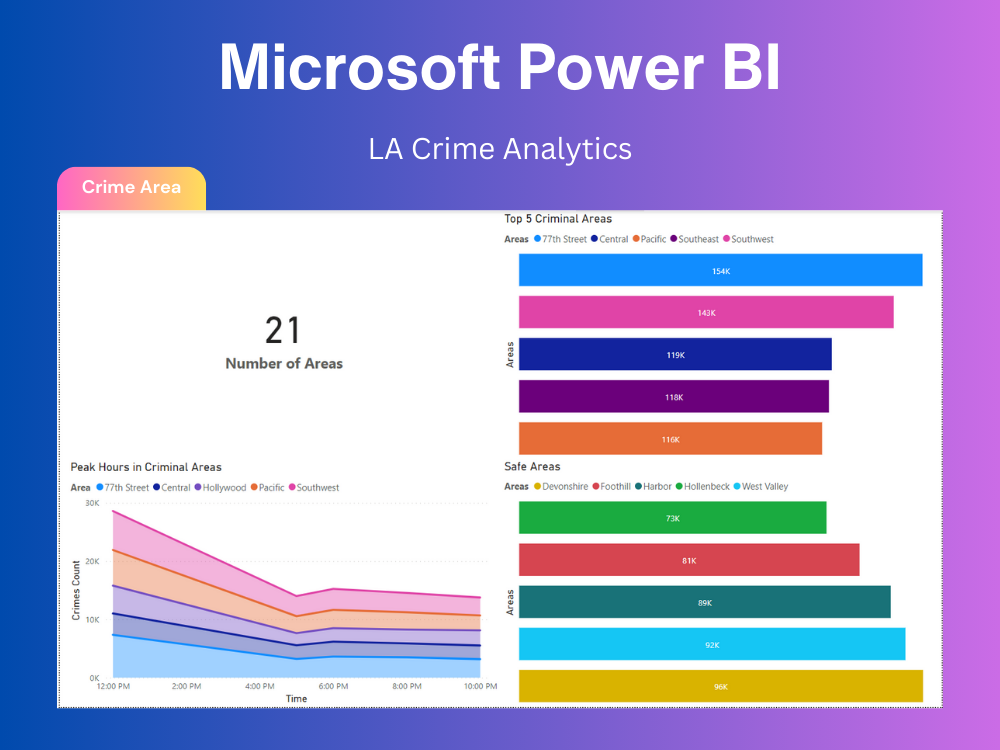 Microsoft Power BI
LA Crime Analytics
Crime Area
21
Number of Areas
Top 5 Criminal Areas
Areas 77th Street Central Pacific Southeast Southwest
Areas
154K
143K
119K
118K
116K
Peak Hours in Criminal Areas
Area 77th Street Central Hollywood Pacific Southwest
Crimes Count
30K
20K
10K
0K
12:00 PM 2:00 PM 4:00 PM 6:00 PM 8:00 PM 10:00 PM
Time
Safe Areas
Areas Devonshire Foothill Harbor Hollenbeck West Valley
Areas
73K
81K
89K
92K
96K